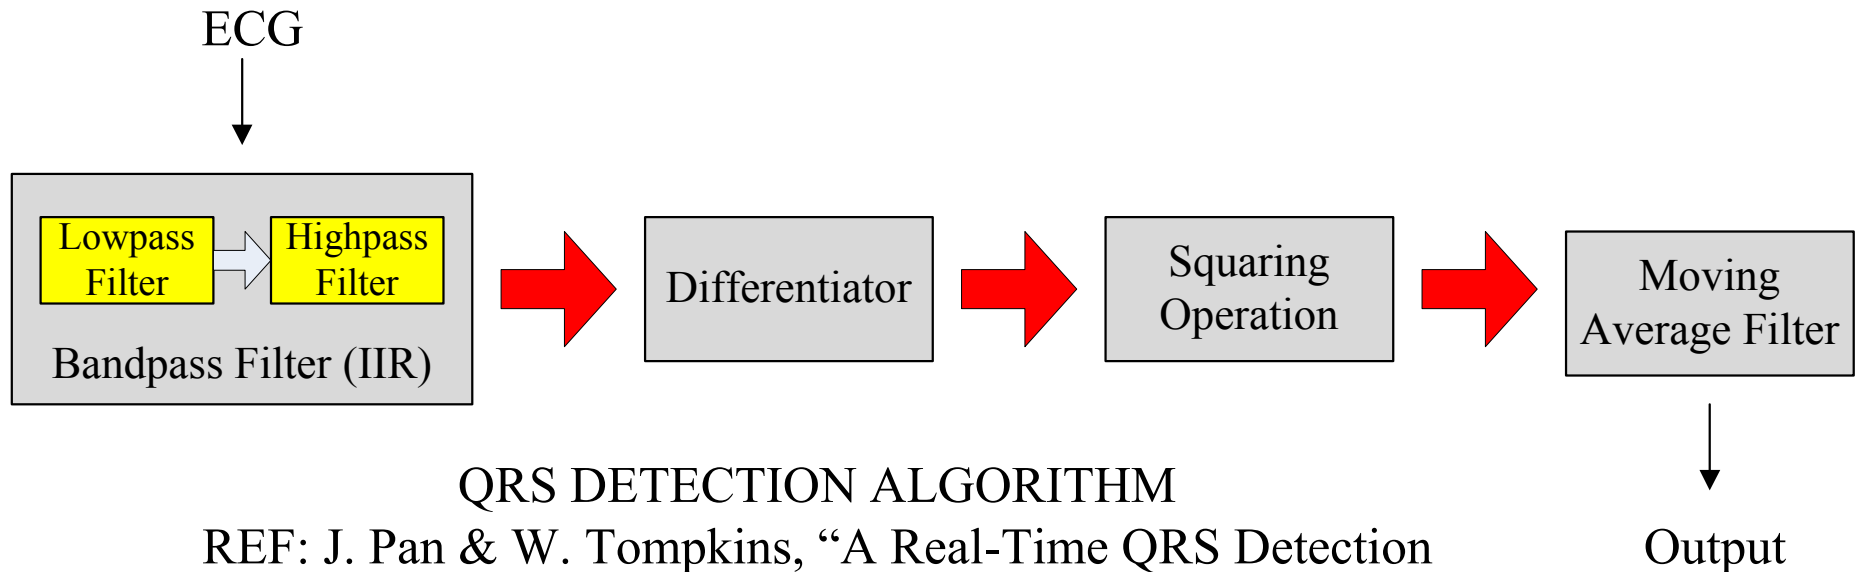 ECG
Lowpass
Filter
Highpass
Filter
Bandpass Filter (IIR)
Differentiator
Squaring
Operation
Moving
Average Filter
QRS DETECTION ALGORITHM
REF: J. Pan & W. Tompkins, “A Real-Time QRS Detection
Output